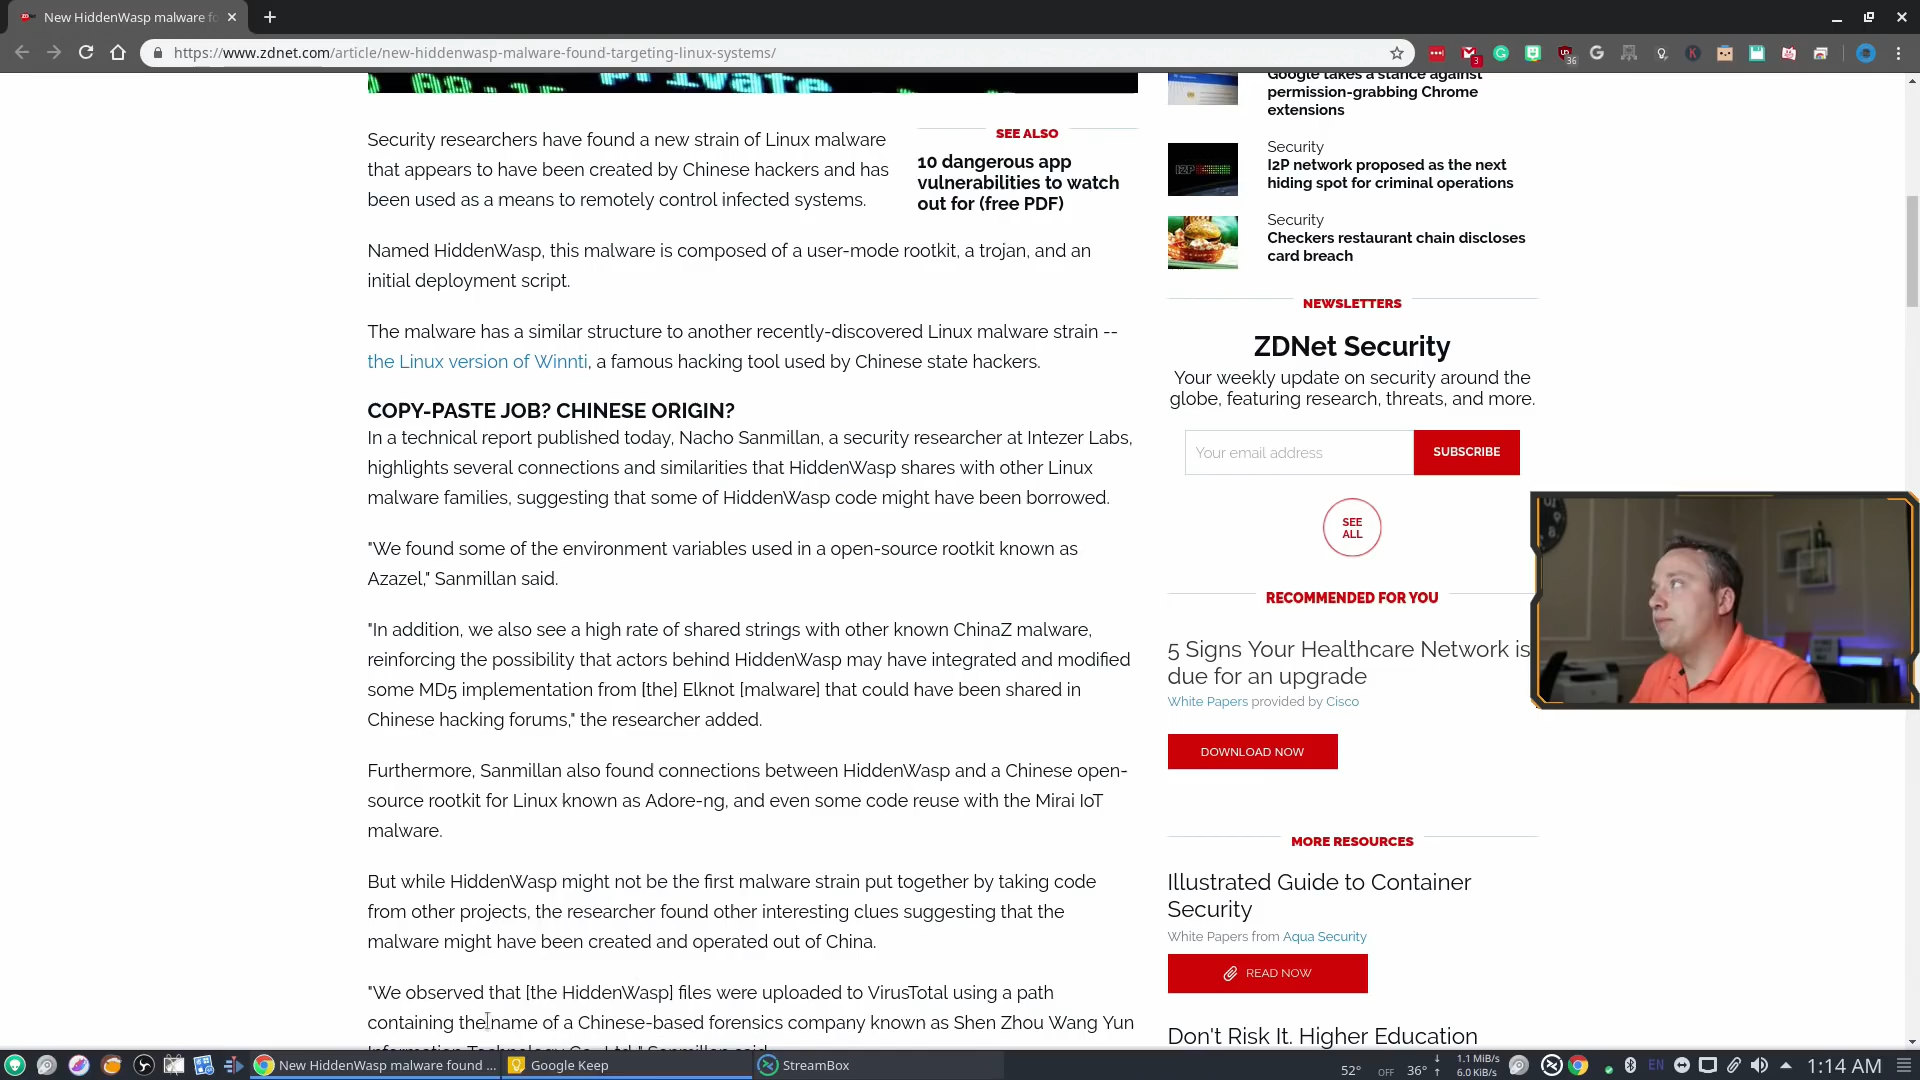 New HiddenWasp malware fo
https://www.zdnet.com/article/new-hiddenwasp-malware-found-targeting-linux-systems/
3
36
private
Security researchers have found a new strain of Linux malware
that appears to have been created by Chinese hackers and has
been used as a means to remotely control infected systems.
SEE ALSO
10 dangerous app
vulnerabilities to watch
out for (free PDF)
Named HiddenWasp, this malware is composed of a user-mode rootkit, a trojan, and an
initial deployment script.
The malware has a similar structure to another recently-discovered Linux malware strain --
the Linux version of Winnti, a famous hacking tool used by Chinese state hackers.
COPY-PASTE JOB? CHINESE ORIGIN?
In a technical report published today, Nacho Sanmillan, a security researcher at Intezer Labs,
highlights several connections and similarities that HiddenWasp shares with other Linux
malware families, suggesting that some of HiddenWasp code might have been borrowed.
"We found some of the environment variables used in a open-source rootkit known as
Azazel," Sanmillan said.
"In addition, we also see a high rate of shared strings with other known ChinaZ malware,
reinforcing the possibility that actors behind HiddenWasp may have integrated and modified
some MD5 implementation from [the] Elknot [malware] that could have been shared in
Chinese hacking forums," the researcher added.
Furthermore, Sanmillan also found connections between HiddenWasp and a Chinese open-
source rootkit for Linux known as Adore-ng, and even some code reuse with the Mirai IoT
malware.
But while HiddenWasp might not be the first malware strain put together by taking code
from other projects, the researcher found other interesting clues suggesting that the
malware might have been created and operated out of China.
"We observed that [the HiddenWasp] files were uploaded to VirusTotal using a path
containing the name of a Chinese-based forensics company known as Shen Zhou Wang Yun
Information Technology Co., Ltd," Sanmillan said.
Google takes a stance against
permission-grabbing Chrome
extensions
Security
I2P network proposed as the next
hiding spot for criminal operations
I2P
Security
Checkers restaurant chain discloses
card breach
NEWSLETTERS
ZDNet Security
Your weekly update on security around the
globe, featuring research, threats, and more.
Your email address
SUBSCRIBE
SEE
ALL
RECOMMENDED FOR YOU
5 Signs Your Healthcare Network is
due for an upgrade
White Papers provided by Cisco
DOWNLOAD NOW
MORE RESOURCES
Illustrated Guide to Container
Security
White Papers from Aqua Security
READ NOW
Don't Risk It. Higher Education
New HiddenWasp malware found ...
Google Keep
StreamBox
52°
OFF
36°
1.1 MiB/s
6.0 KiB/s
EN
1:14 AM